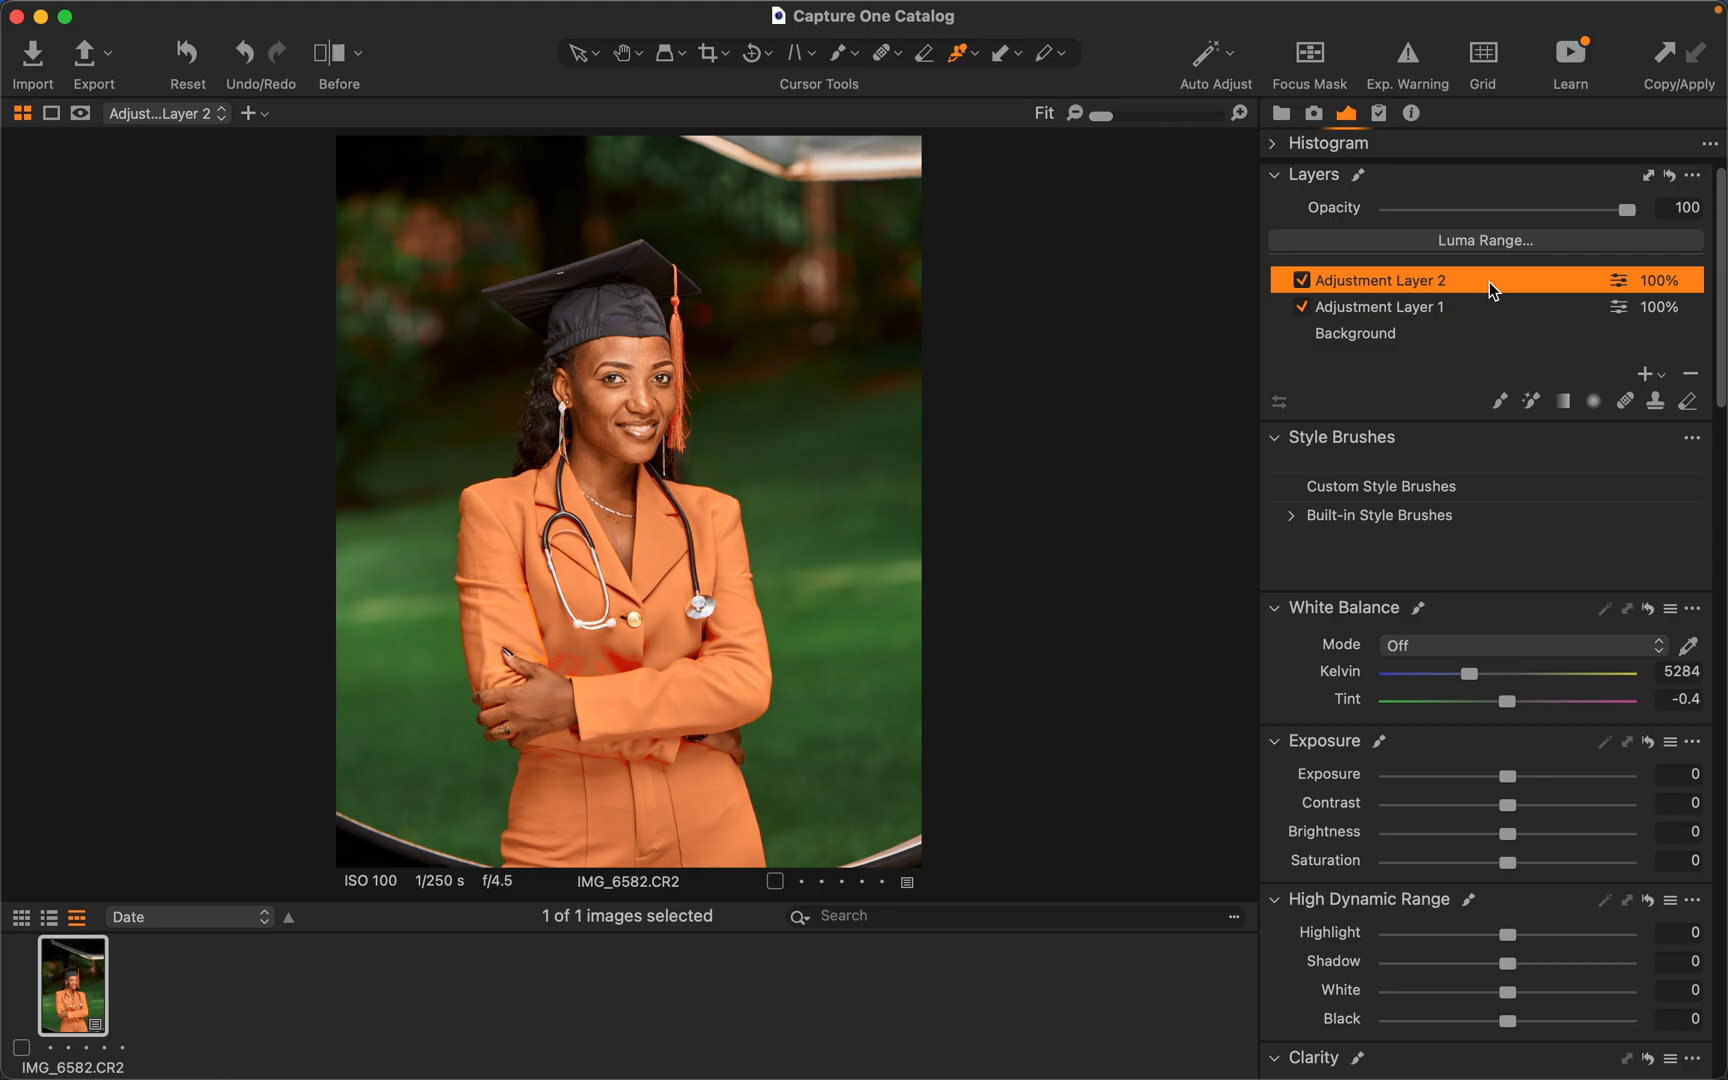 Capture One Catalog
Import
Export
Reset
Undo/Redo
Before
Cursor Tools
Auto Adjust
Focus Mask
Exp. Warning
Grid
Learn
Copy/Apply
Adjust...Layer 2
Fit
Histogram
Layers
Opacity 100
Luma Range...
Adjustment Layer 2 100%
Adjustment Layer 1 100%
Background
Style Brushes
Custom Style Brushes
Built-in Style Brushes
White Balance
Mode Off
Kelvin 5284
Tint -0.4
Exposure
Exposure 0
Contrast 0
Brightness 0
Saturation 0
High Dynamic Range
Highlight 0
Shadow 0
White 0
Black 0
Clarity
ISO 100 1/250 s f/4.5 IMG_6582.CR2
Date
1 of 1 images selected
Search
IMG_6582.CR2